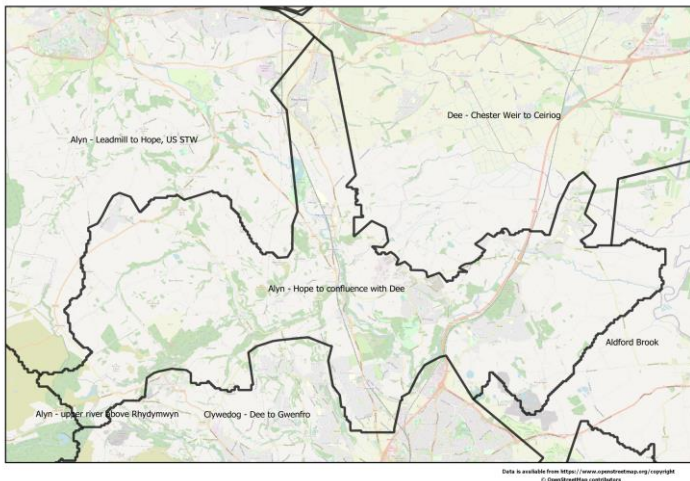 Dee - Chester Weir to Ceiriog
Alyn - Leadmill to Hope, US STW
Alyn - Hope to confluence with Dee
Aldford Brook
Alyn - upper river above Rhydymwyn
Clywedog - Dee to Gwenfro
Data is available from https://www.openstreetmap.org/copyright
© OpenStreetMap contributors